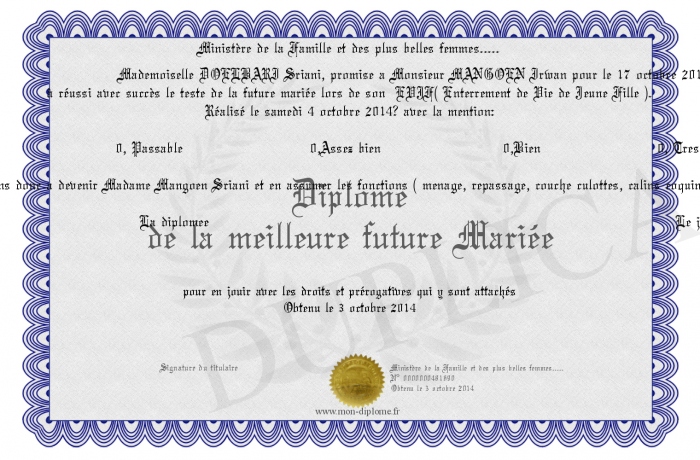 Ministère de la Famille et des plus belles femmes.....
Mademoiselle DOELBARI Sriani, promise a Monsieur MANGOEN Irwan pour le 17 octobre 201
a réussi avec succès le teste de la future mariée lors de son EVJF( Enterrement de Vie de Jeune Fille ).
Réalisé le samedi 4 octobre 2014? avec la mention:
0, Passable 0,Assez bien 0,Bien 0, Tres
ns donc a devenir Madame Mangoen Sriani et en assumer les fonctions ( menage, repassage, couche culottes, calins coquin
Diplome
La diplomee Le j
de la meilleure future Mariée
DUPLICA
pour en jouir avec les droits et prérogatives qui y sont attachés
Obtenu le 3 octobre 2014
Signature du titulaire
Ministère de la Famille et des plus belles femmes.....
Obtenu le 3 octobre 2014
www.mon-diplome.fr